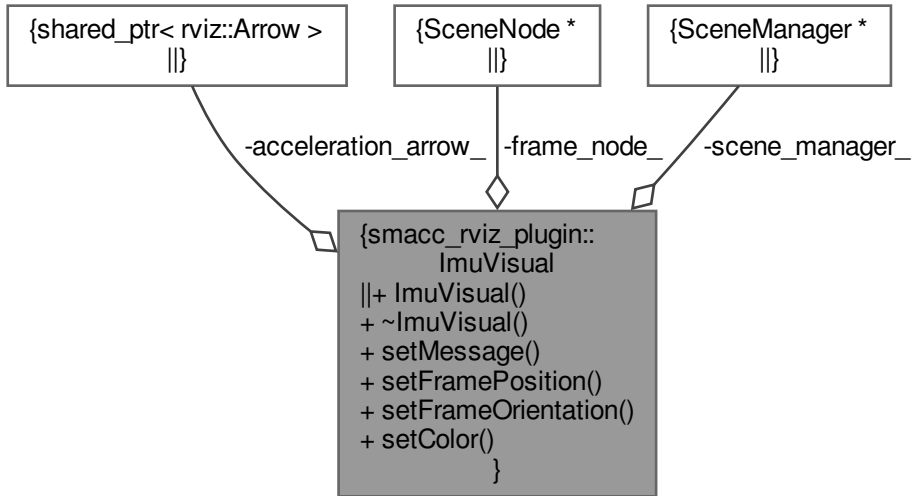 {shared_ptr< rviz::Arrow >
||}
{SceneNode *
||}
{SceneManager *
||}
-acceleration_arrow_
-frame_node_
-scene_manager_
{smacc_rviz_plugin::
ImuVisual
||+ ImuVisual()
+ ~ImuVisual()
+ setMessage()
+ setFramePosition()
+ setFrameOrientation()
+ setColor()
}